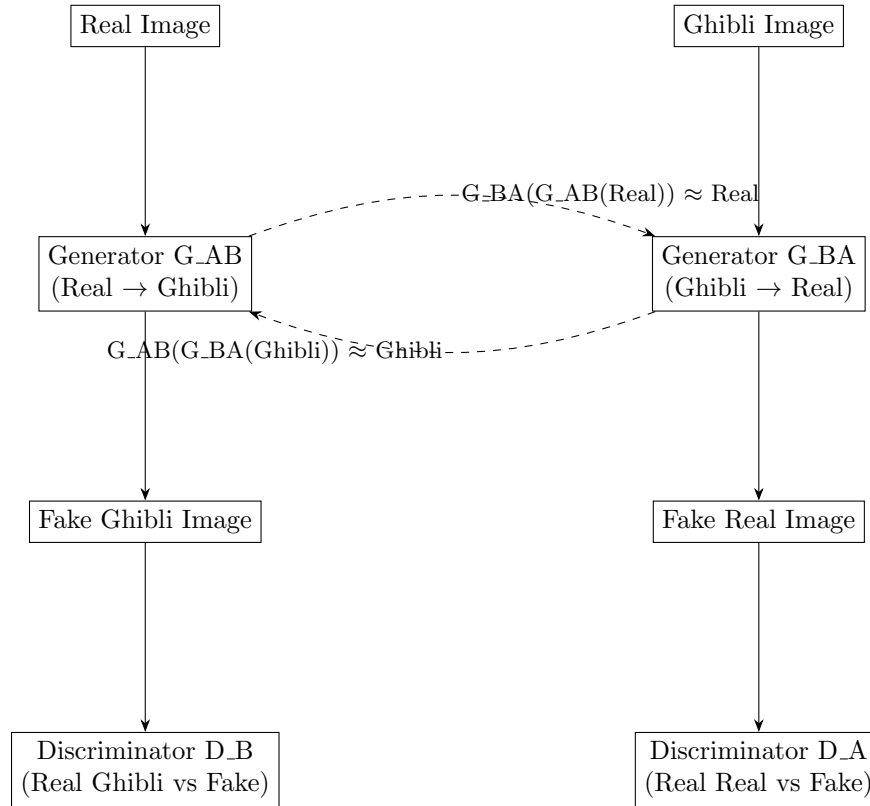 Real Image
Ghibli Image
G_BA(G_AB(Real)) ≈ Real
Generator G_AB
(Real → Ghibli)
Generator G_BA
(Ghibli → Real)
G_AB(G_BA(Ghibli)) ≈ Ghibli
Fake Ghibli Image
Fake Real Image
Discriminator D_B
(Real Ghibli vs Fake)
Discriminator D_A
(Real Real vs Fake)